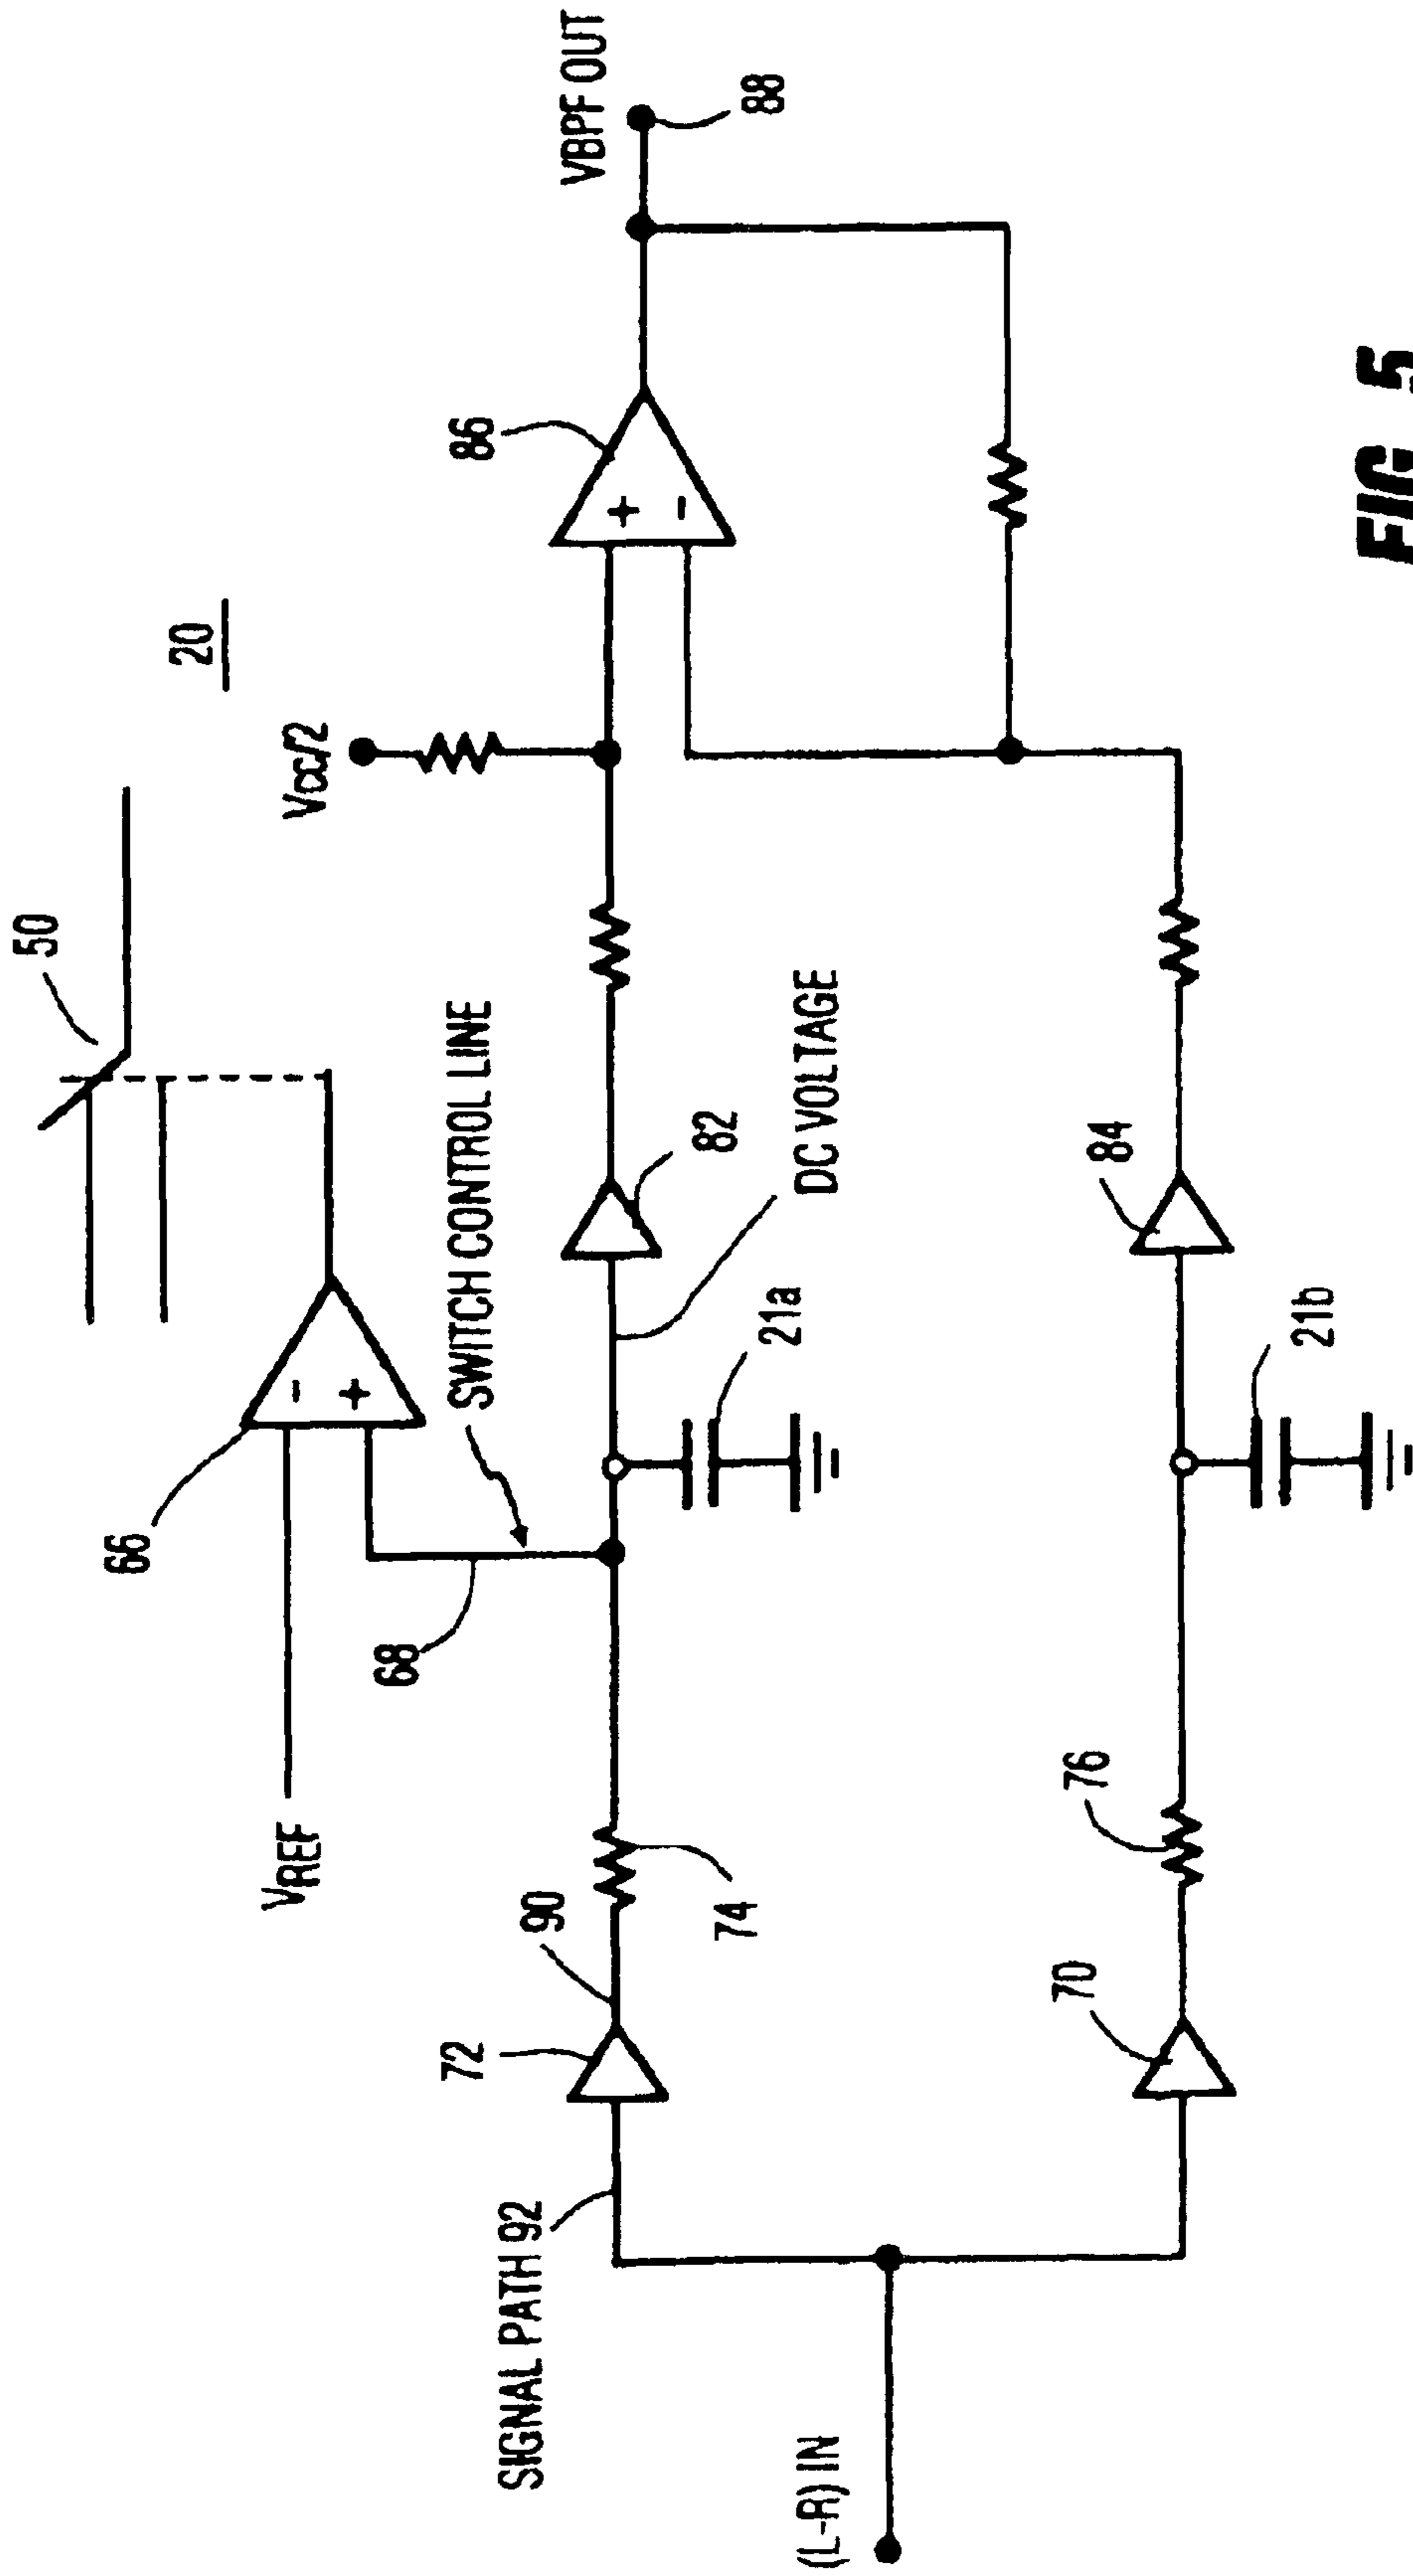 50
20
66
VREF
Vcc/2
VBPF OUT
88
86
+
-
-
+
68
SWITCH CONTROL LINE
SIGNAL PATH 92
72
90
74
21a
82
DC VOLTAGE
(L-R) IN
70
76
21b
84
FIG. 5